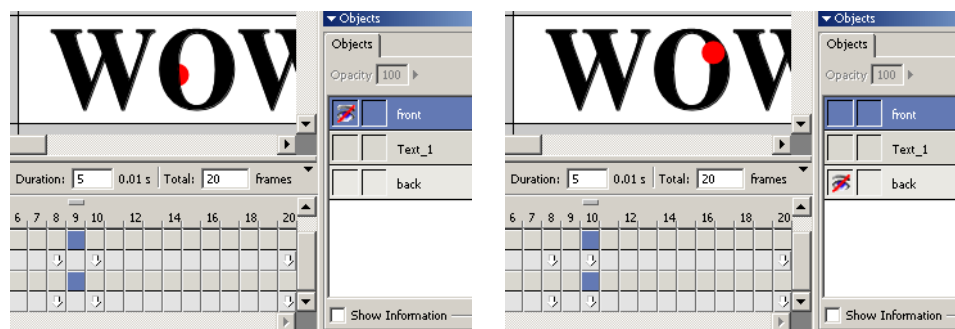 Objects
Objects
Opacity 100
WOW
front
Text_1
back
Duration: 5 0.01 s Total: 20 frames
6 7 8 9 10 12 14 16 18 20
Show Information
Objects
Objects
Opacity 100
WOW
front
Text_1
back
Duration: 5 0.01 s Total: 20 frames
6 7 8 9 10 12 14 16 18 20
Show Information